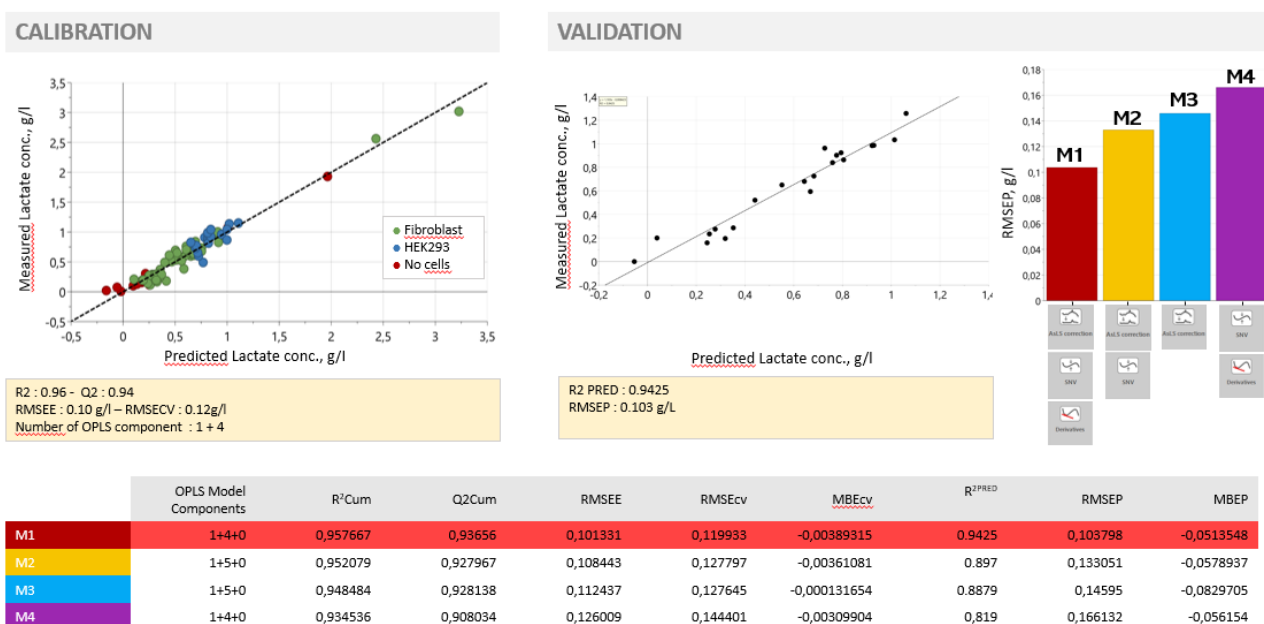 CALIBRATION
VALIDATION
Measured Lactate conc., g/l
3,5
3
2,5
2
1,5
1
0,5
0
-0,5
-0,5
0
0,5
1
1,5
2
2,5
3
3,5
Fibroblast
HEK293
No cells
Predicted Lactate conc., g/l
R2 : 0.96 - Q2 : 0.94
RMSEE : 0.10 g/l – RMSECV : 0.12g/l
Number of OPLS component : 1 + 4
Measured Lactate conc., g/l
1,4
1,2
1
0,8
0,6
0,4
0,2
0
-0,2
-0,2
0
0,2
0,4
0,6
0,8
1
1,2
1,4
Predicted Lactate conc., g/l
R2 PRED : 0.9425
RMSEP : 0.103 g/L
RMSEP, g/l
0,18
0,16
0,14
0,12
0,1
0,08
0,06
0,04
0,02
0
M1
M2
M3
M4
AsLS correction
AsLS correction
AsLS correction
SNV
SNV
SNV
Derivatives
Derivatives
OPLS Model Components R²Cum Q2Cum RMSEE RMSEcv MBEcv R2PRED RMSEP MBEP
M1 1+4+0 0,957667 0,93656 0,101331 0,119933 -0,00389315 0.9425 0,103798 -0,0513548
M2 1+5+0 0,952079 0,927967 0,108443 0,127797 -0,00361081 0.897 0,133051 -0,0578937
M3 1+5+0 0,948484 0,928138 0,112437 0,127645 -0,000131654 0.8879 0,14595 -0,0829705
M4 1+4+0 0,934536 0,908034 0,126009 0,144401 -0,00309904 0,819 0,166132 -0,056154